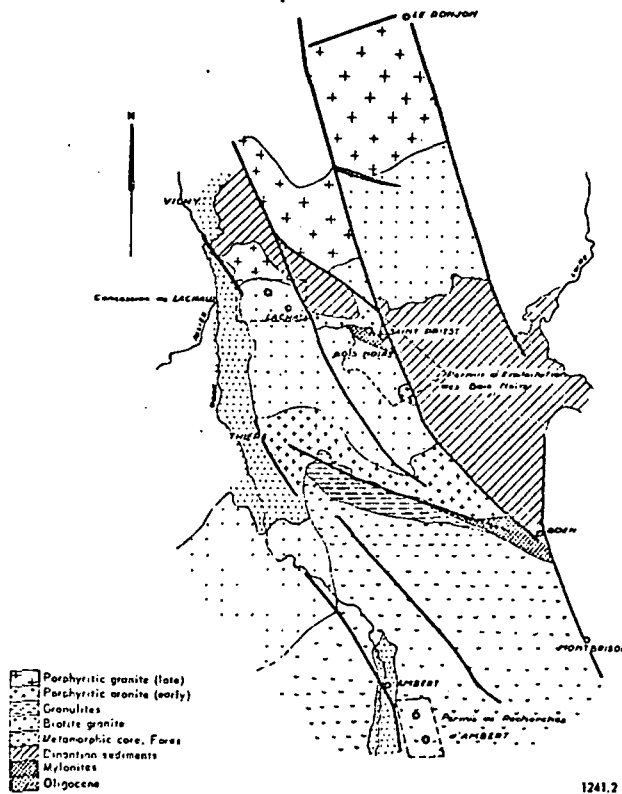 LE DONJON
N
VICHY
Concession de LACHAUX
LACHAUX
ALLIER
LOIRE
SAINT PRIEST
BOIS NOIRS
Permis d'Exploitation
des Bois Noirs
THIERS
BOEN
MONTBRISON
AMBERT
Permis de Recherches
d'AMBERT
Porphyritic granite (late)
Porphyritic granite (early)
Granulites
Biotite granite
Metamorphic core, Forez
Dinantian sediments
Mylonites
Oligocene
1241.2